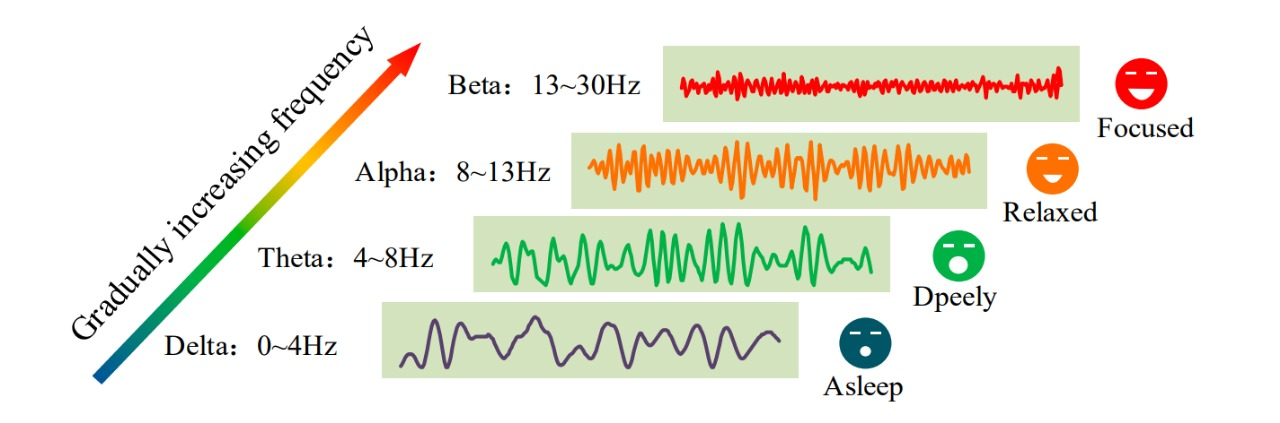 Gradually increasing frequency
Beta：13~30Hz
Focused
Alpha：8~13Hz
Relaxed
Theta：4~8Hz
Dpeely
Delta：0~4Hz
Asleep